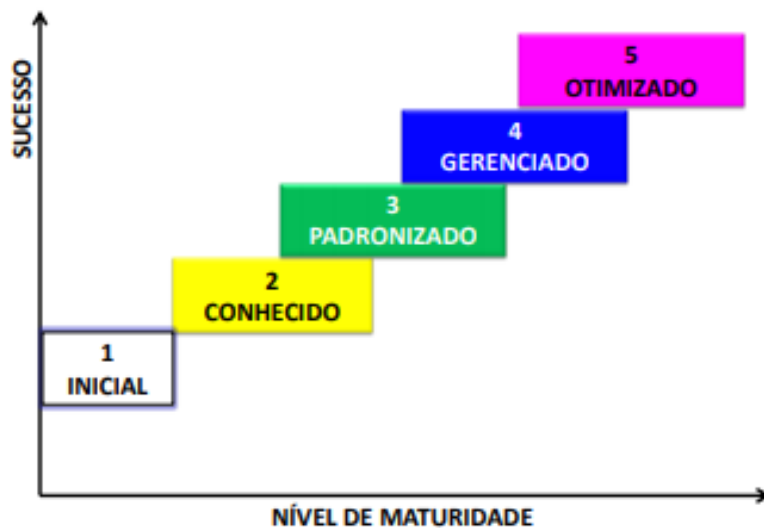 SUCESSO
5
OTIMIZADO
4
GERENCIADO
3
PADRONIZADO
2
CONHECIDO
1
INICIAL
NÍVEL DE MATURIDADE